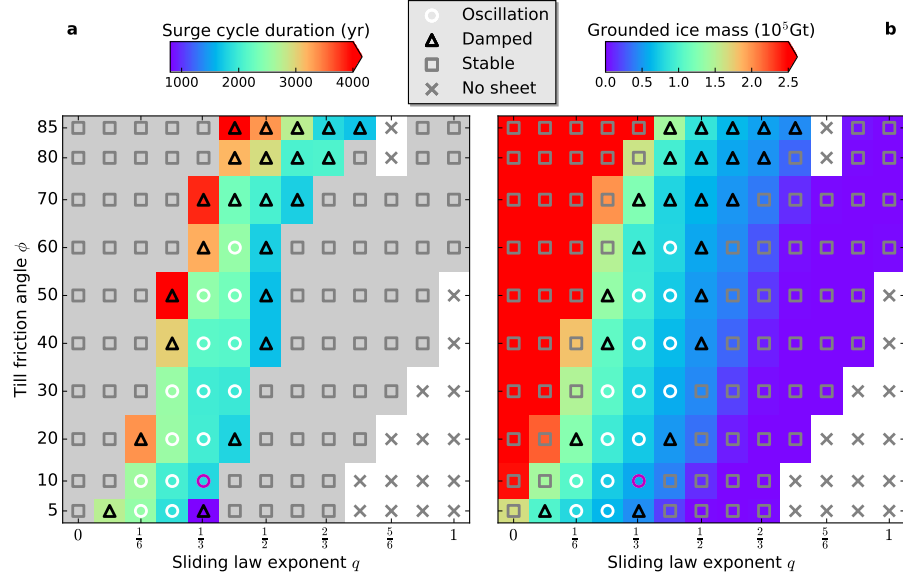 a
Surge cycle duration (yr)
1000 2000 3000 4000
Oscillation
Damped
Stable
No sheet
Grounded ice mass (10⁵Gt)
0.0 0.5 1.0 1.5 2.0 2.5
b
Till friction angle ϕ
85
80
70
60
50
40
30
20
10
5
0 1/6 1/3 1/2 2/3 5/6 1
Sliding law exponent q
0 1/6 1/3 1/2 2/3 5/6 1
Sliding law exponent q